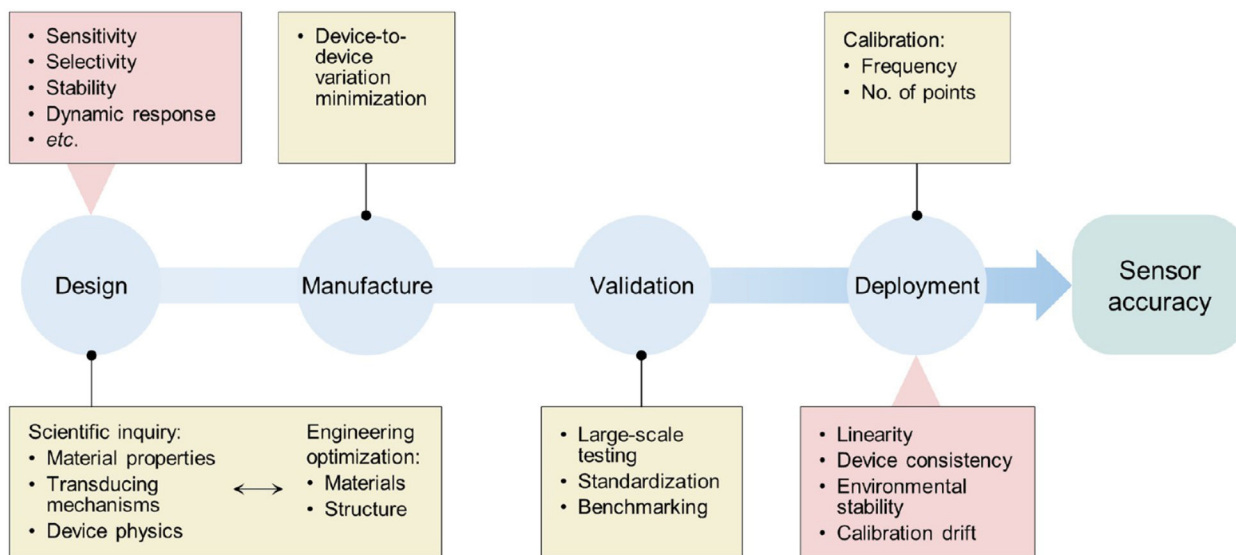 • Sensitivity
• Selectivity
• Stability
• Dynamic response
• etc.
• Device-to-
device
variation
minimization
Calibration:
• Frequency
• No. of points
Design
Manufacture
Validation
Deployment
Sensor
accuracy
Scientific inquiry:
• Material properties
• Transducing
mechanisms
• Device physics
Engineering
optimization:
• Materials
• Structure
• Large-scale
testing
• Standardization
• Benchmarking
• Linearity
• Device consistency
• Environmental
stability
• Calibration drift